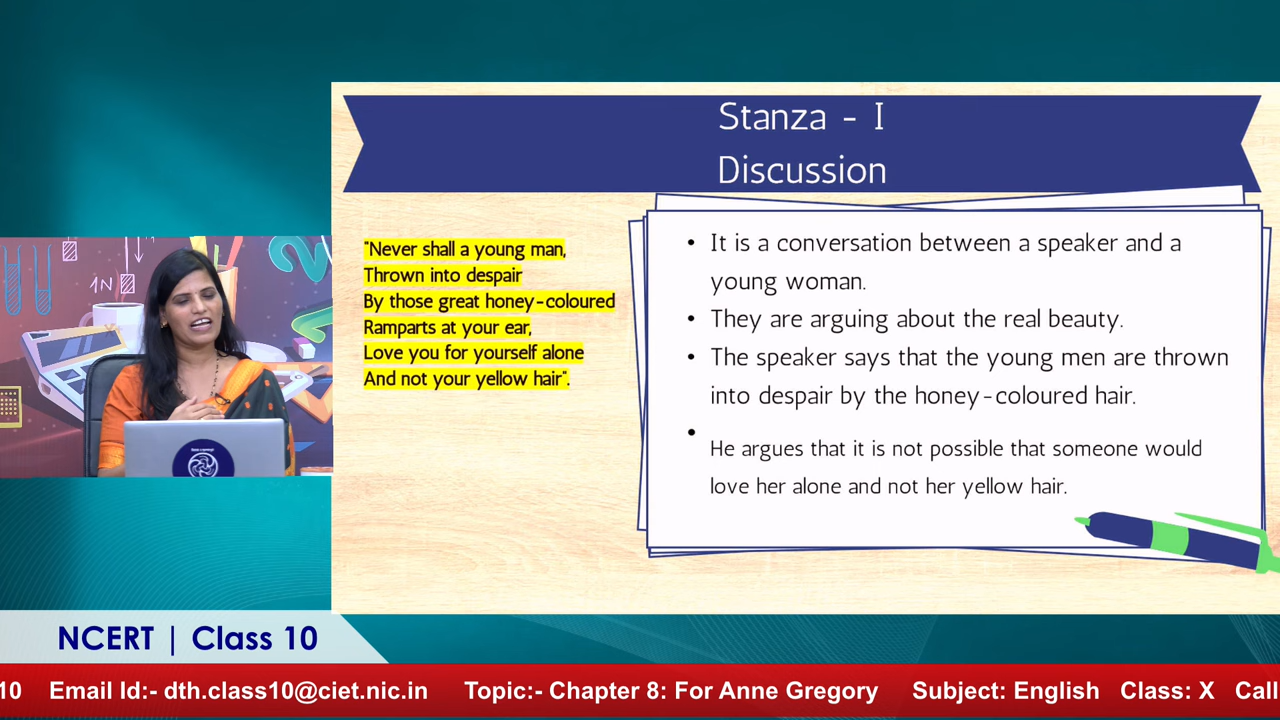 Stanza - I
Discussion
"Never shall a young man,
Thrown into despair
By those great honey-coloured
Ramparts at your ear,
Love you for yourself alone
And not your yellow hair".
• It is a conversation between a speaker and a
young woman.
• They are arguing about the real beauty.
• The speaker says that the young men are thrown
into despair by the honey-coloured hair.
•
He argues that it is not possible that someone would
love her alone and not her yellow hair.
1N
NCERT | Class 10
10 Email Id:- dth.class10@ciet.nic.in Topic:- Chapter 8: For Anne Gregory Subject: English Class: X Call